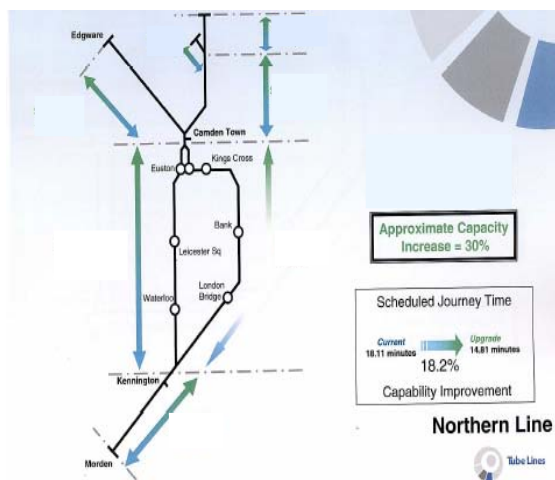 Edgware
Camden Town
Euston
Kings Cross
Bank
Leicester Sq
London
Bridge
Waterloo
Kennington
Morden
Approximate Capacity
Increase = 30%
Scheduled Journey Time
Current
18.11 minutes
Upgrade
14.81 minutes
18.2%
Capability Improvement
Northern Line
Tube Lines